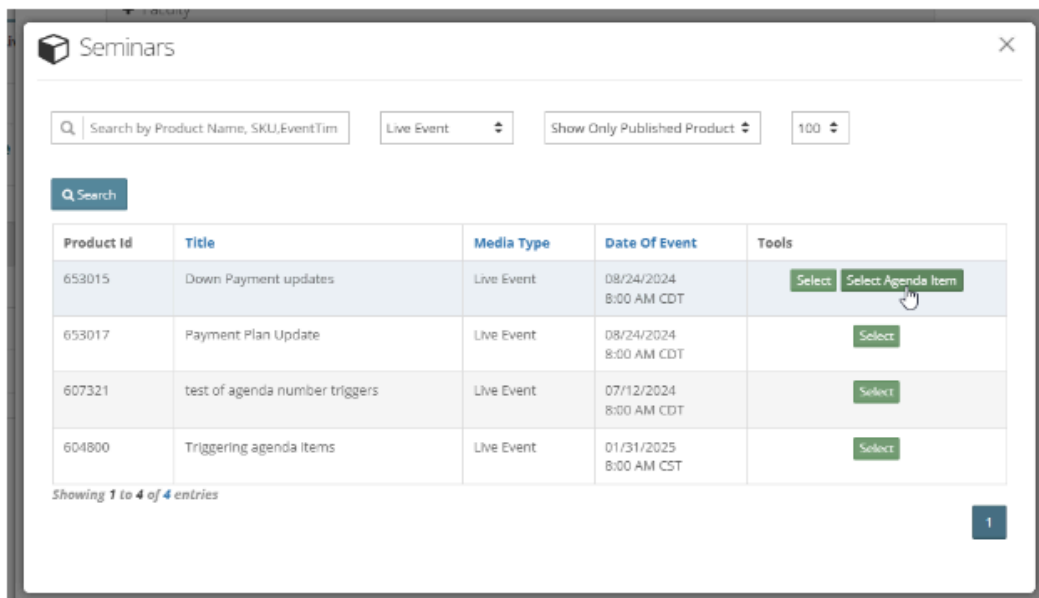 + Faculty
Seminars
Search by Product Name, SKU,EventTim
Live Event
Show Only Published Product
100
Search
Product Id Title Media Type Date Of Event Tools
653015 Down Payment updates Live Event 08/24/2024 Select Select Agenda Item
8:00 AM CDT
653017 Payment Plan Update Live Event 08/24/2024 Select
8:00 AM CDT
607321 test of agenda number triggers Live Event 07/12/2024 Select
8:00 AM CDT
604800 Triggering agenda items Live Event 01/31/2025 Select
8:00 AM CST
Showing 1 to 4 of 4 entries
1